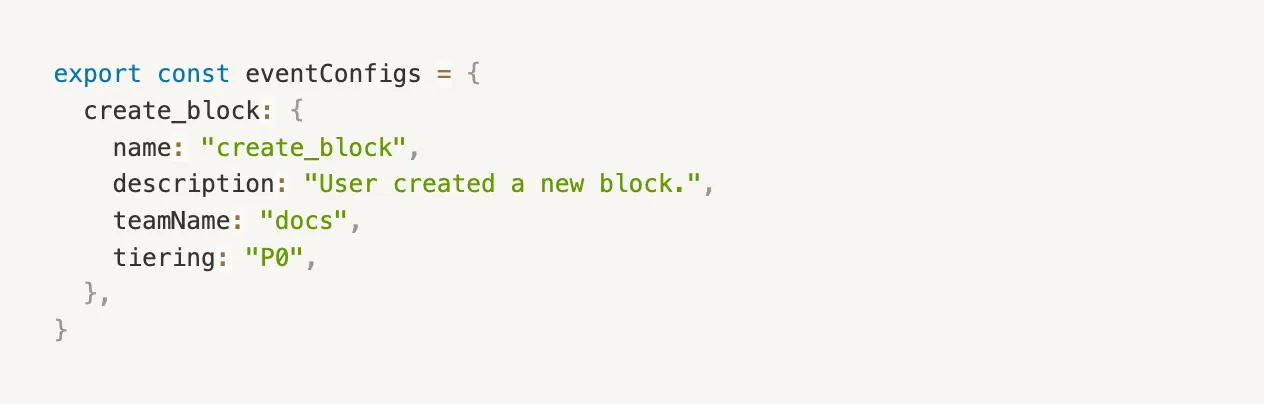 export const eventConfigs = {
  create_block: {
    name: "create_block",
    description: "User created a new block.",
    teamName: "docs",
    tiering: "P0",
  },
}